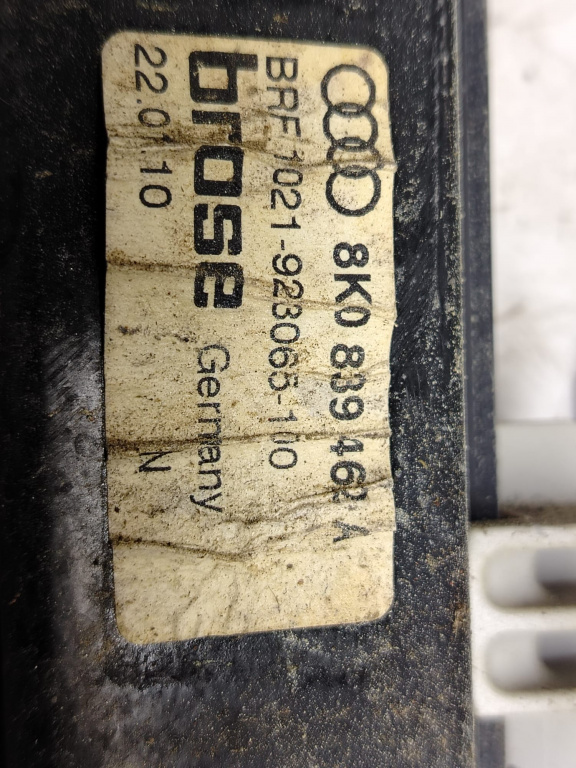 8K0 839 462 A
BRF 1021-923065-100
brose Germany
22.01.10 N